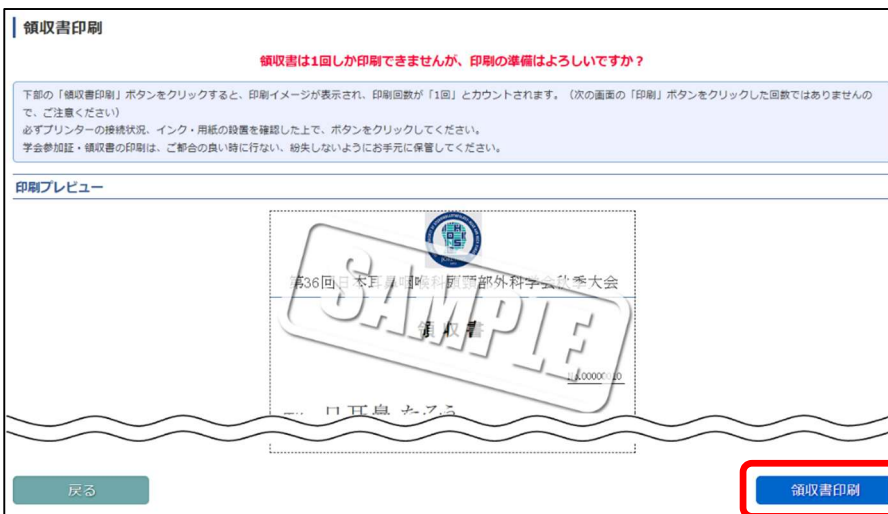 領収書印刷
領収書は1回しか印刷できませんが、印刷の準備はよろしいですか？
下部の「領収書印刷」ボタンをクリックすると、印刷イメージが表示され、印刷回数が「1回」とカウントされます。（次の画面の「印刷」ボタンをクリックした回数ではありませんの
で、ご注意ください）
必ずプリンターの接続状況、インク・用紙の設置を確認した上で、ボタンをクリックしてください。
学会参加証・領収書の印刷は、ご都合の良い時に行ない、紛失しないようにお手元に保管してください。
印刷プレビュー
第36回日本耳鼻咽喉科頭頸部外科学会秋季大会
SAMPLE
領収書
日耳鼻 たろう
戻る
領収書印刷